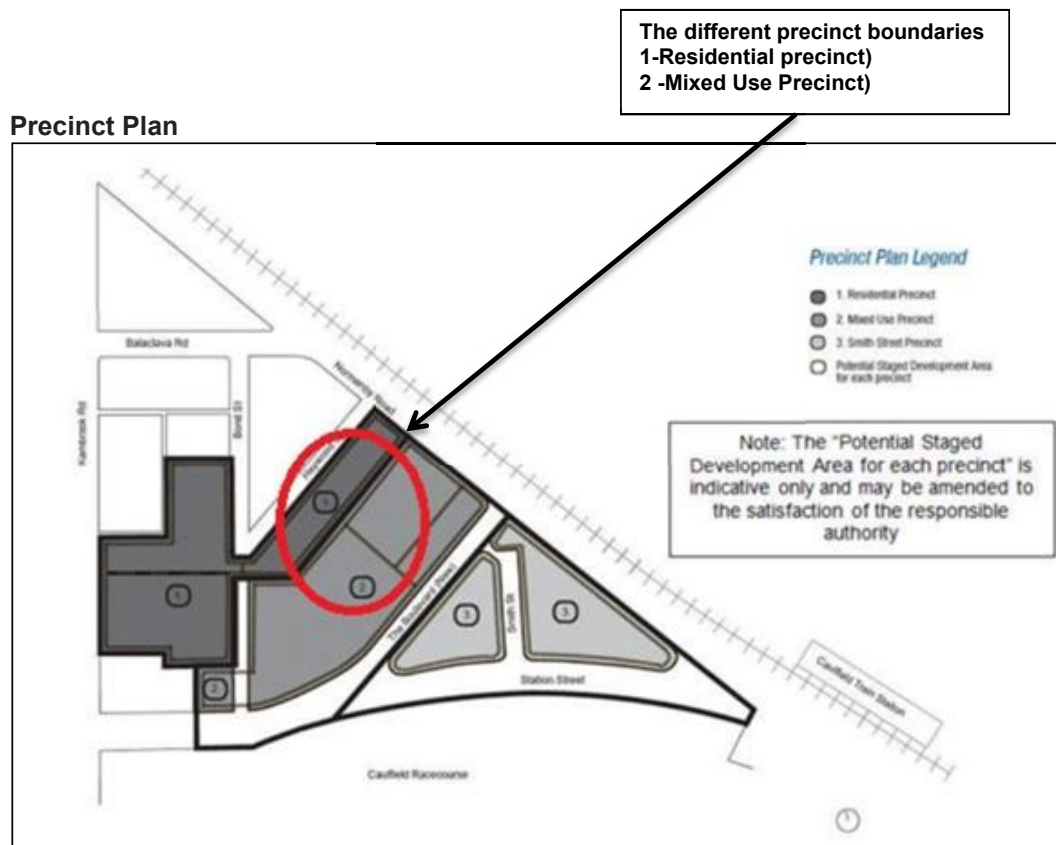 The different precinct boundaries
1-Residential precinct)
2 -Mixed Use Precinct)
Precinct Plan
Precinct Plan Legend
1. Residential Precinct
2. Mixed Use Precinct
3. Smith Street Precinct
Potential Staged Development Area
for each precinct
Note: The "Potential Staged
Development Area for each precinct" is
indicative only and may be amended to
the satisfaction of the responsible
authority
Balaclava Rd
Normanby Road
Kambrook Rd
Bond St
1
1
2
The Boulevard (New)
3
Smith St
3
2
Station Street
Caulfield Train Station
Caulfield Racecourse